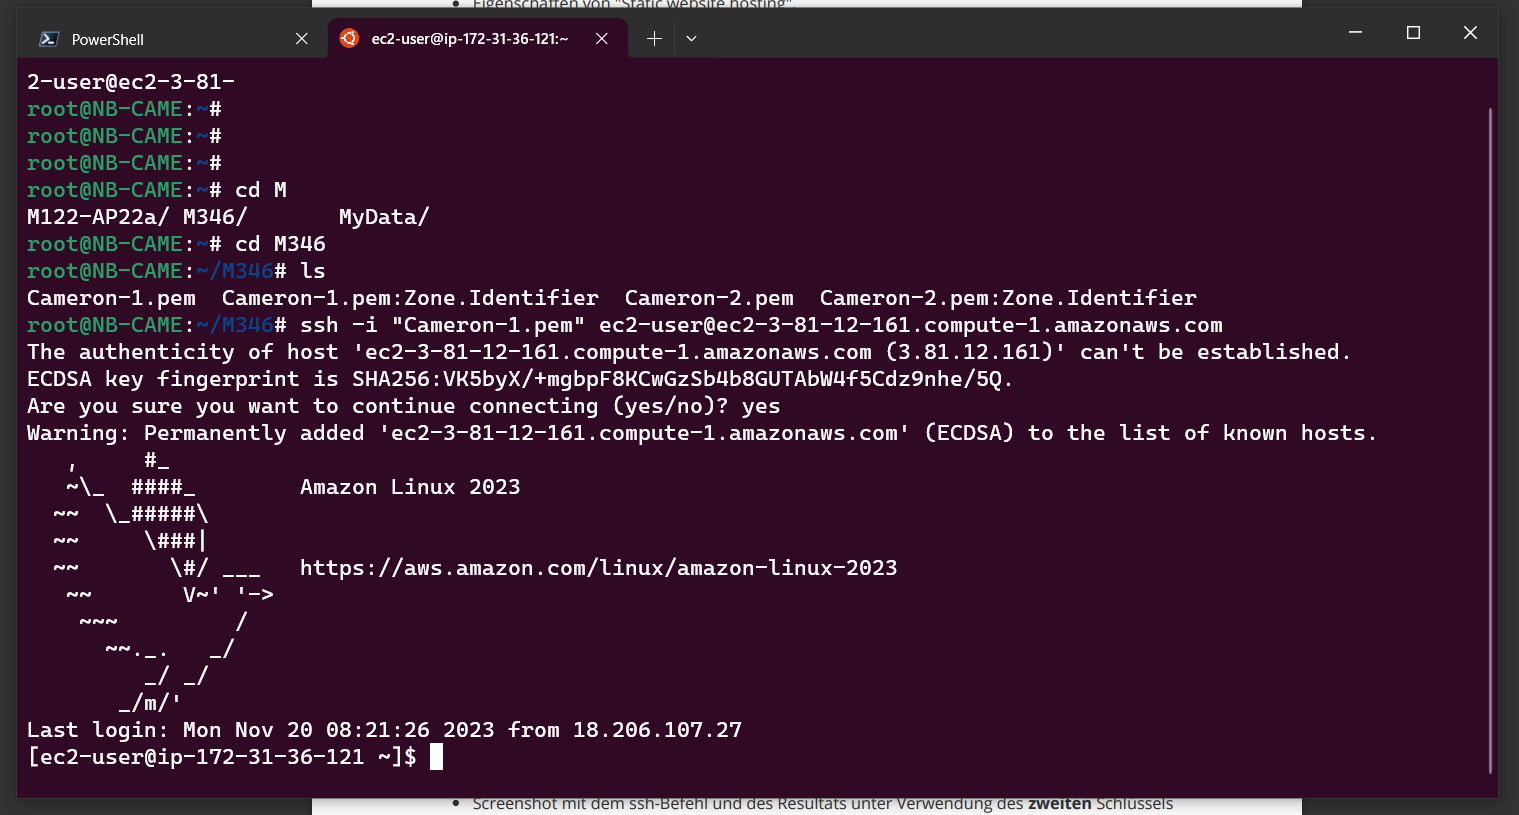 Eigenschaften von "Static website hosting".
PowerShell
ec2-user@ip-172-31-36-121:~
2-user@ec2-3-81-
root@NB-CAME:~#
root@NB-CAME:~#
root@NB-CAME:~#
root@NB-CAME:~# cd M
M122-AP22a/ M346/       MyData/
root@NB-CAME:~# cd M346
root@NB-CAME:~/M346# ls
Cameron-1.pem  Cameron-1.pem:Zone.Identifier  Cameron-2.pem  Cameron-2.pem:Zone.Identifier
root@NB-CAME:~/M346# ssh -i "Cameron-1.pem" ec2-user@ec2-3-81-12-161.compute-1.amazonaws.com
The authenticity of host 'ec2-3-81-12-161.compute-1.amazonaws.com (3.81.12.161)' can't be established.
ECDSA key fingerprint is SHA256:VK5byX/+mgbpF8KCwGzSb4b8GUTAbW4f5Cdz9nhe/5Q.
Are you sure you want to continue connecting (yes/no)? yes
Warning: Permanently added 'ec2-3-81-12-161.compute-1.amazonaws.com' (ECDSA) to the list of known hosts.
   ,     #_
   ~\_  ####_        Amazon Linux 2023
  ~~  \_#####\
  ~~     \###|
  ~~       \#/ ___   https://aws.amazon.com/linux/amazon-linux-2023
   ~~       V~' '->
    ~~~         /
      ~~._.   _/
         _/ _/
       _/m/'
Last login: Mon Nov 20 08:21:26 2023 from 18.206.107.27
[ec2-user@ip-172-31-36-121 ~]$
Screenshot mit dem ssh-Befehl und des Resultats unter Verwendung des zweiten Schlüssels